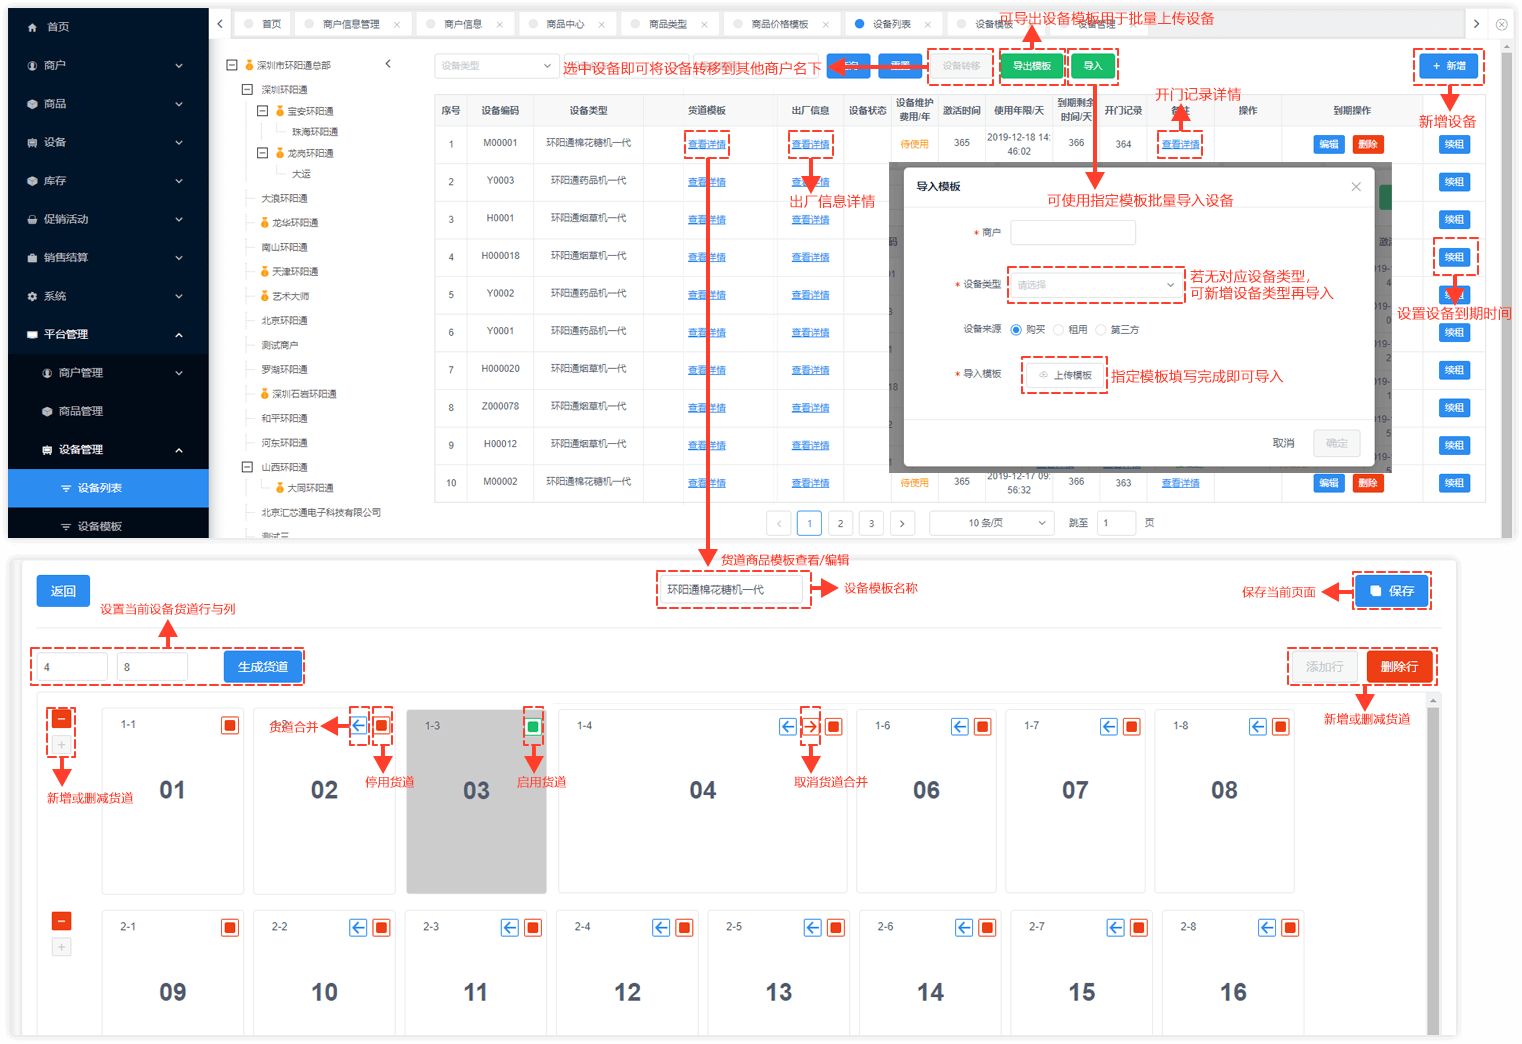 首页
商户
商品
设备
库存
促销活动
销售结算
系统
平台管理
商户管理
商品管理
设备管理
设备列表
设备模板
首页
商户信息管理
商户信息
商品中心
商品类型
商品价格模板
设备列表
设备模板
设备管理
可导出设备模板用于批量上传设备
深圳市环阳通总部
深圳环阳通
宝安环阳通
珠海环阳通
龙岗环阳通
大运
大浪环阳通
龙华环阳通
南山环阳通
天津环阳通
艺术大师
北京环阳通
测试商户
罗湖环阳通
深圳石岩环阳通
和平环阳通
河东环阳通
山西环阳通
大同环阳通
北京汇芯通电子科技有限公司
测试三
设备类型
选中设备即可将设备转移到其他商户名下
设备转移
导出模板
导入
+ 新增
开门记录详情
新增设备
序号 设备编码 设备类型 货道模板 出厂信息 设备状态 设备维护费用/年 激活时间 使用年限/天 到期剩余时间/天 开门记录 备注 操作 到期操作
1 M00001 环阳通棉花糖机一代 查看详情 查看详情 待使用 365 2019-12-18 14:46:02 366 364 查看详情 编辑 删除 续租
2 Y0003 环阳通药品机一代 查看详情 查看详情 续租
出厂信息详情
3 H0001 环阳通烟草机一代 查看详情 查看详情 续租
4 H000018 环阳通烟草机一代 查看详情 查看详情 续租
5 Y0002 环阳通药品机一代 查看详情 查看详情
设置设备到期时间
6 Y0001 环阳通药品机一代 查看详情 查看详情 续租
7 H000020 环阳通烟草机一代 查看详情 查看详情 续租
8 Z000078 环阳通烟草机一代 查看详情 查看详情 续租
9 H00012 环阳通烟草机一代 查看详情 查看详情 续租
10 M00002 环阳通棉花糖机一代 查看详情 查看详情 待使用 365 2019-12-17 09:56:32 366 363 查看详情 编辑 删除 续租
导入模板
可使用指定模板批量导入设备
* 商户
* 设备类型 请选择
若无对应设备类型,
可新增设备类型再导入
设备来源 购买 租用 第三方
* 导入模板 上传模板
指定模板填写完成即可导入
取消 确定
1 2 3 10 条/页 跳至 1 页
货道商品模板查看/编辑
返回
环阳通棉花糖机一代
设备模板名称
保存当前页面
保存
设置当前设备货道行与列
4 8 生成货道
添加行 删除行
新增或删减货道
新增或删减货道
1-1
01
货道合并
停用货道
02
1-3
启用货道
03
1-4
取消货道合并
04
1-6
06
1-7
07
1-8
08
2-1
09
2-2
10
2-3
11
2-4
12
2-5
13
2-6
14
2-7
15
2-8
16